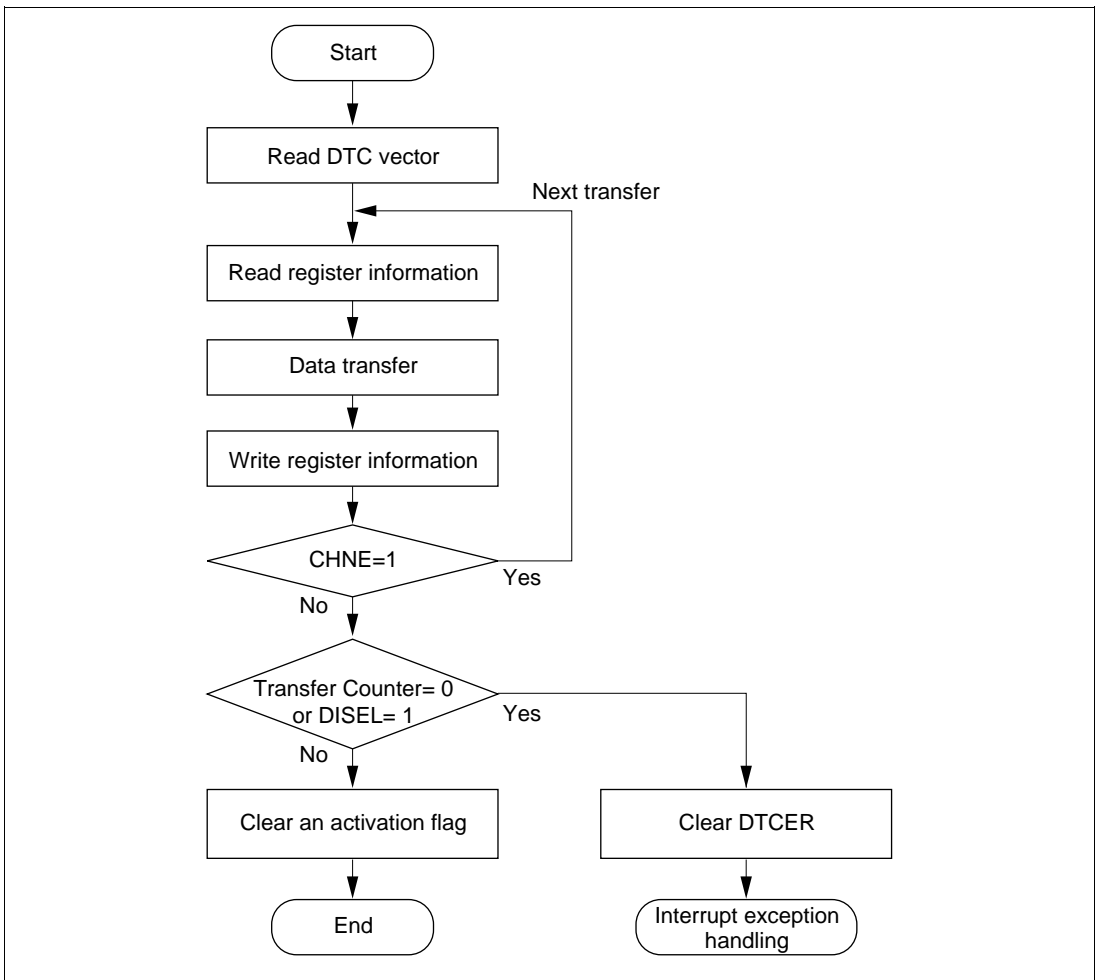 Start
Read DTC vector
Next transfer
Read register information
Data transfer
Write register information
CHNE=1
Yes
No
Transfer Counter= 0
or DISEL= 1
Yes
No
Clear an activation flag
Clear DTCER
End
Interrupt exception
handling